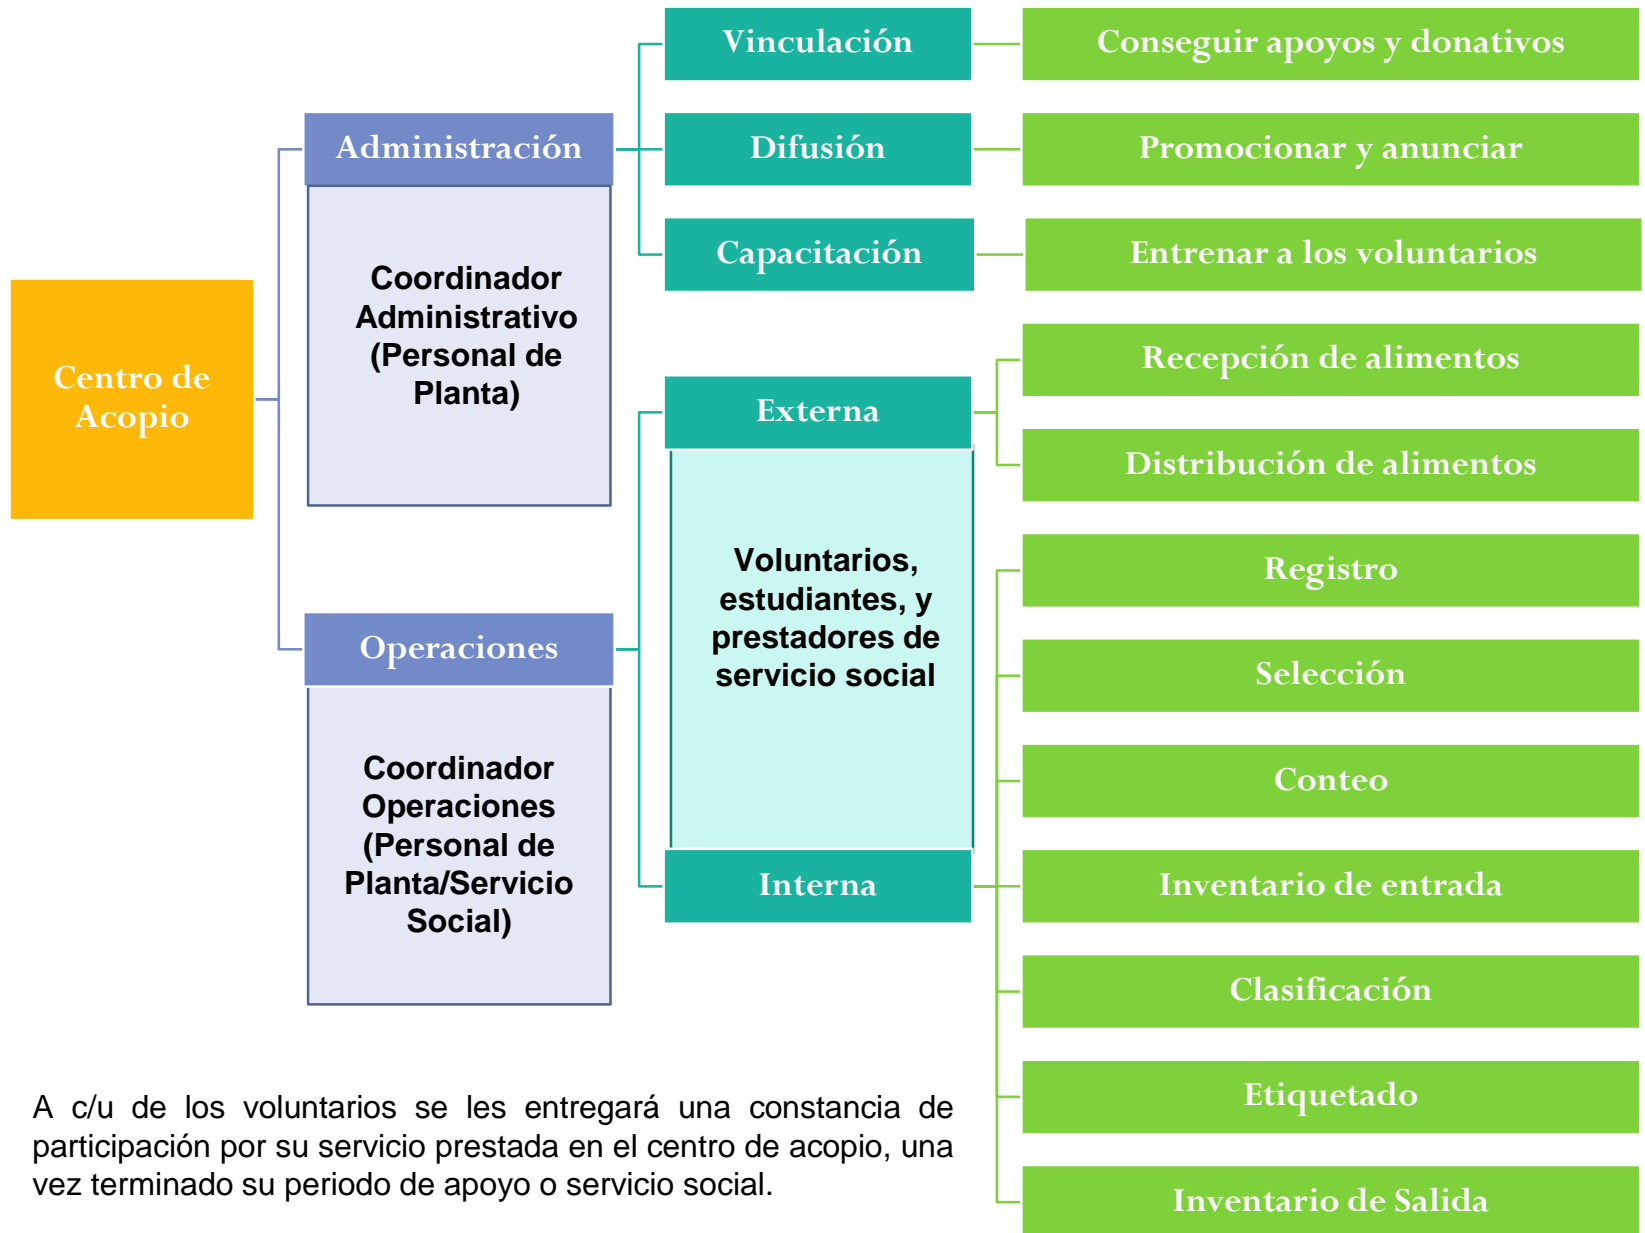 Centro de
Acopio
Administración
Coordinador
Administrativo
(Personal de
Planta)
Vinculación
Conseguir apoyos y donativos
Difusión
Promocionar y anunciar
Capacitación
Entrenar a los voluntarios
Operaciones
Coordinador
Operaciones
(Personal de
Planta/Servicio
Social)
Externa
Recepción de alimentos
Distribución de alimentos
Voluntarios,
estudiantes, y
prestadores de
servicio social
Interna
Registro
Selección
Conteo
Inventario de entrada
Clasificación
Etiquetado
Inventario de Salida
A c/u de los voluntarios se les entregará una constancia de
participación por su servicio prestada en el centro de acopio, una
vez terminado su periodo de apoyo o servicio social.